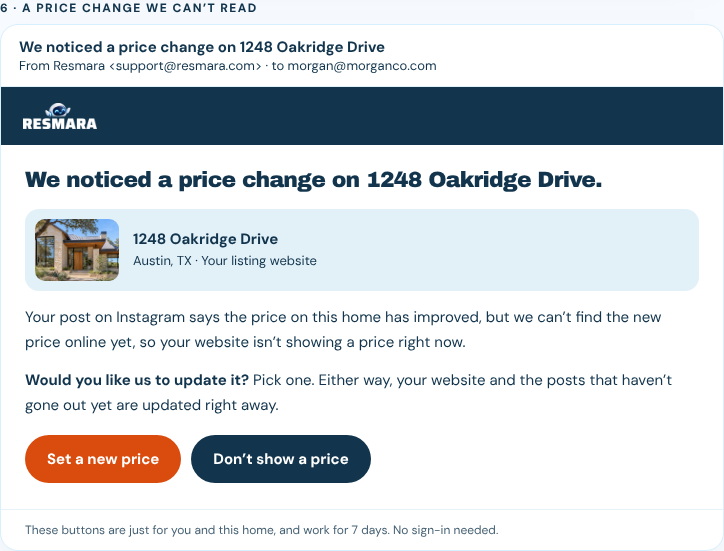 6 · A PRICE CHANGE WE CAN’T READ
We noticed a price change on 1248 Oakridge Drive
From Resmara <support@resmara.com> · to morgan@morganco.com
RESMARA
We noticed a price change on 1248 Oakridge Drive.
1248 Oakridge Drive
Austin, TX · Your listing website
Your post on Instagram says the price on this home has improved, but we can’t find the new
price online yet, so your website isn’t showing a price right now.
Would you like us to update it? Pick one. Either way, your website and the posts that haven’t
gone out yet are updated right away.
Set a new price
Don’t show a price
These buttons are just for you and this home, and work for 7 days. No sign-in needed.